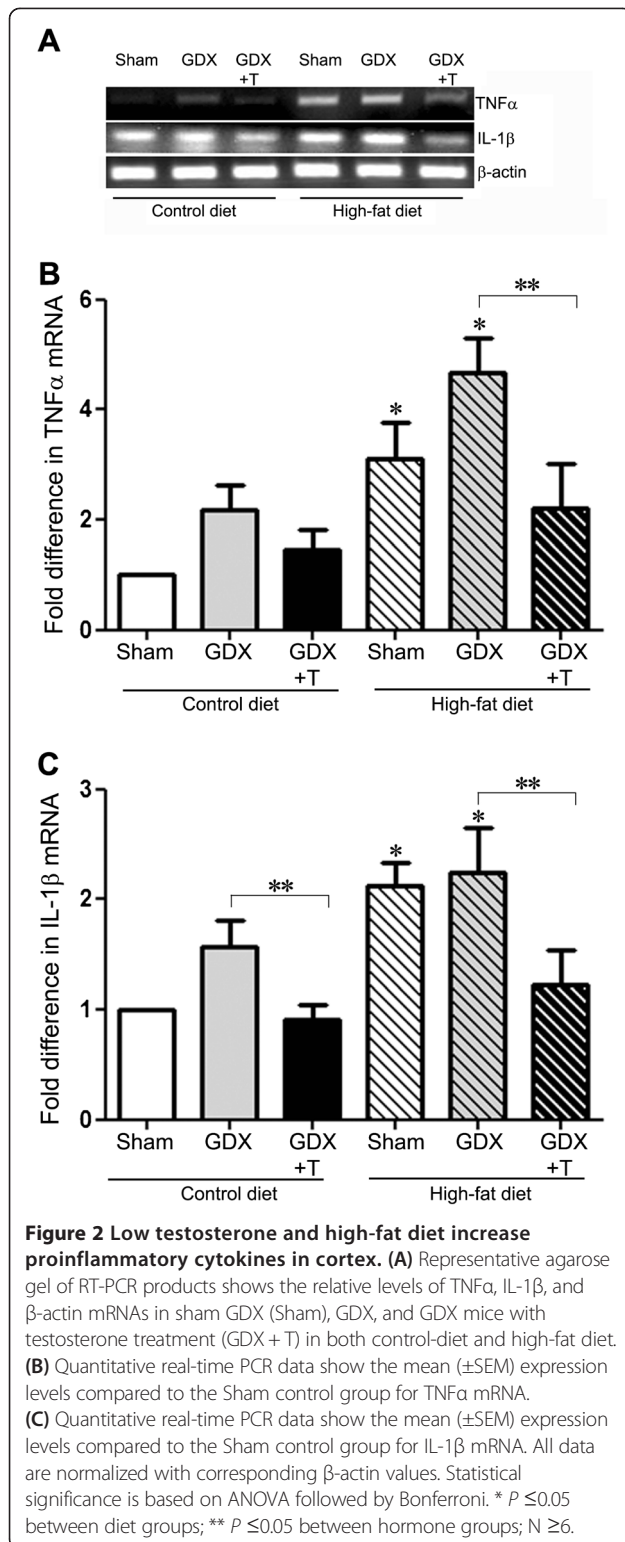 A
Sham GDX GDX +T Sham GDX GDX +T
TNFα
IL-1β
β-actin
Control diet High-fat diet
B
Fold difference in TNFα mRNA
6
4
2
0
* * **
Sham GDX GDX +T Sham GDX GDX +T
Control diet High-fat diet
C
Fold difference in IL-1β mRNA
3
2
1
0
** * * **
Sham GDX GDX +T Sham GDX GDX +T
Control diet High-fat diet
Figure 2 Low testosterone and high-fat diet increase
proinflammatory cytokines in cortex. (A) Representative agarose
gel of RT-PCR products shows the relative levels of TNFα, IL-1β, and
β-actin mRNAs in sham GDX (Sham), GDX, and GDX mice with
testosterone treatment (GDX + T) in both control-diet and high-fat diet.
(B) Quantitative real-time PCR data show the mean (±SEM) expression
levels compared to the Sham control group for TNFα mRNA.
(C) Quantitative real-time PCR data show the mean (±SEM) expression
levels compared to the Sham control group for IL-1β mRNA. All data
are normalized with corresponding β-actin values. Statistical
significance is based on ANOVA followed by Bonferroni. * P ≤0.05
between diet groups; ** P ≤0.05 between hormone groups; N ≥6.